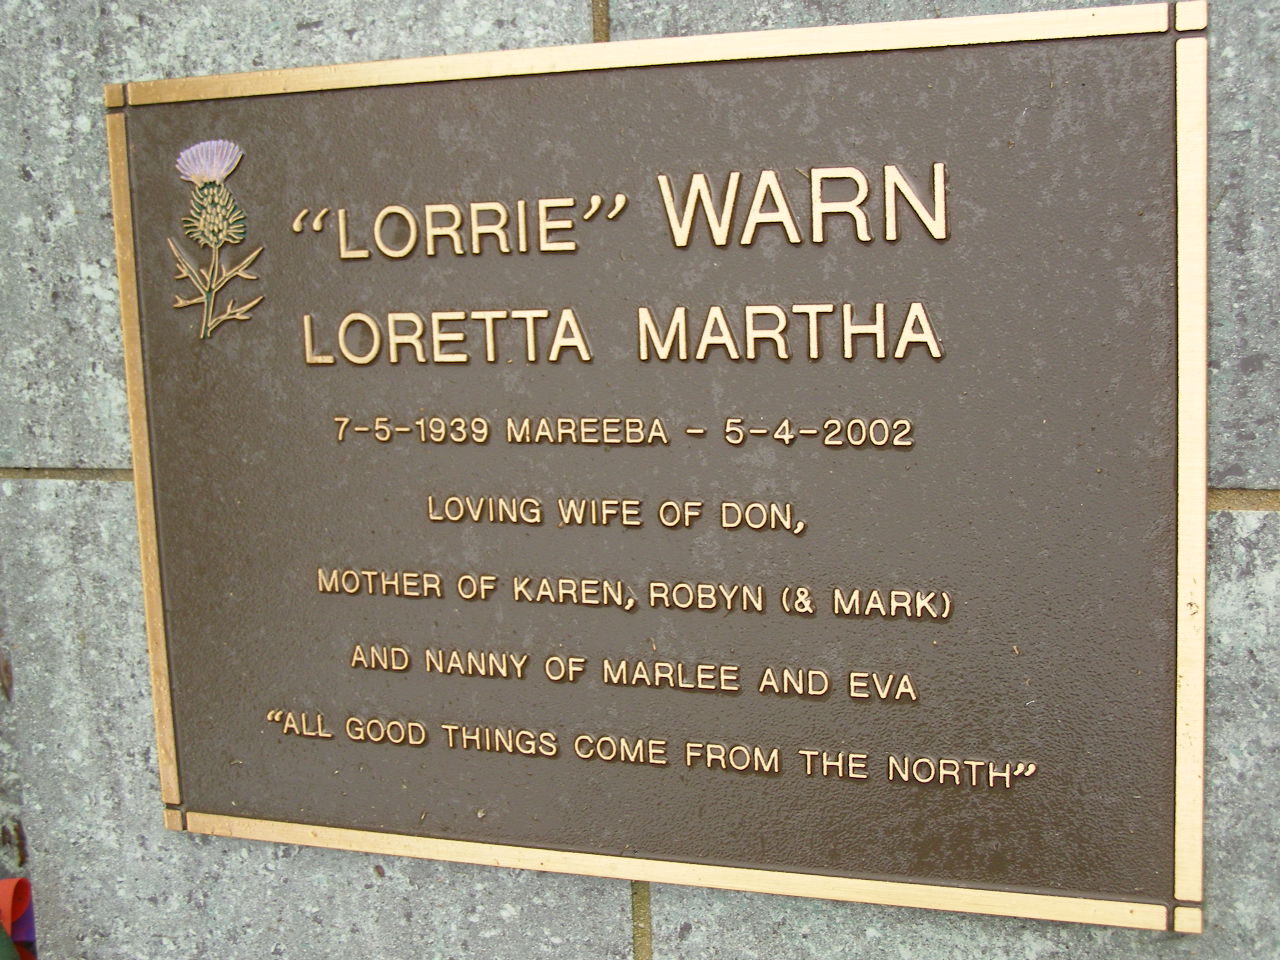 “LORRIE” WARN
LORETTA MARTHA
7-5-1939 MAREEBA - 5-4-2002
LOVING WIFE OF DON,
MOTHER OF KAREN, ROBYN (& MARK)
AND NANNY OF MARLEE AND EVA
“ALL GOOD THINGS COME FROM THE NORTH”